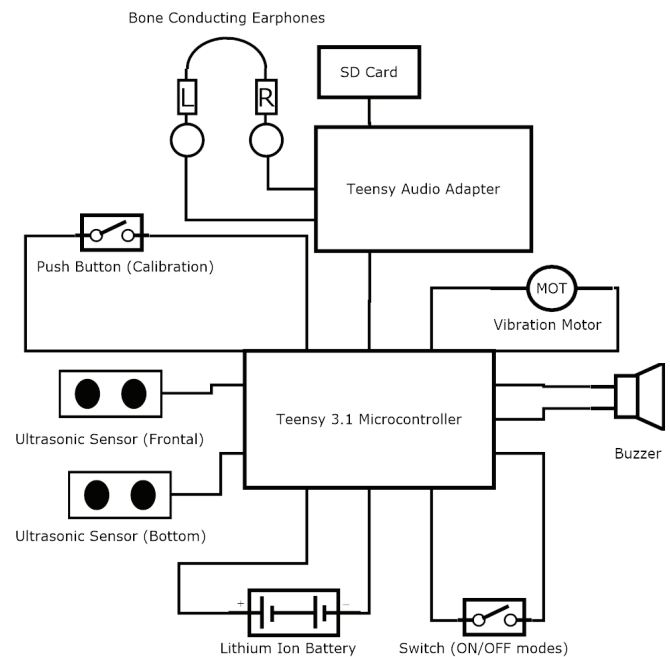 Bone Conducting Earphones
SD Card
L
R
Teensy Audio Adapter
Push Button (Calibration)
MOT
Vibration Motor
Teensy 3.1 Microcontroller
Ultrasonic Sensor (Frontal)
Buzzer
Ultrasonic Sensor (Bottom)
+
−
Lithium Ion Battery
Switch (ON/OFF modes)